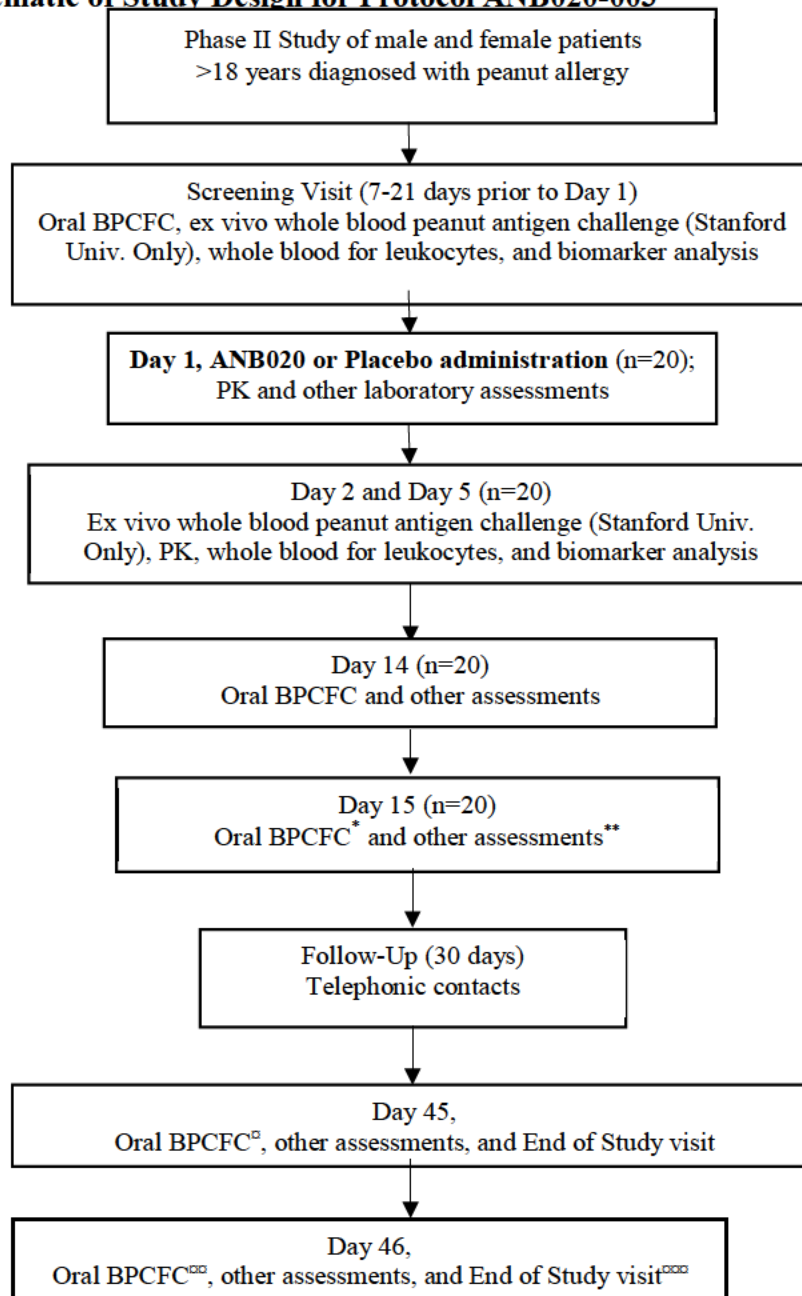 of Study Design for Protocol
Phase II Study of male and female patients
>18 years diagnosed with peanut allergy
Screening Visit (7-21 days prior to Day 1)
Oral BPCFC, ex vivo whole blood peanut antigen challenge (Stanford
Univ. Only), whole blood for leukocytes, and biomarker analysis
Day 1, ANB020 or Placebo administration (n=20);
PK and other laboratory assessments
Day 2 and Day 5 (n=20)
Ex vivo whole blood peanut antigen challenge (Stanford Univ.
Only), PK, whole blood for leukocytes, and biomarker analysis
Day 14 (n=20)
Oral BPCFC and other assessments
Day 15 (n=20)
Oral BPCFC* and other assessments**
Follow-Up (30 days)
Telephonic contacts
Day 45,
Oral BPCFC¤, other assessments, and End of Study visit
Day 46,
Oral BPCFC¤¤, other assessments, and End of Study visit¤¤¤